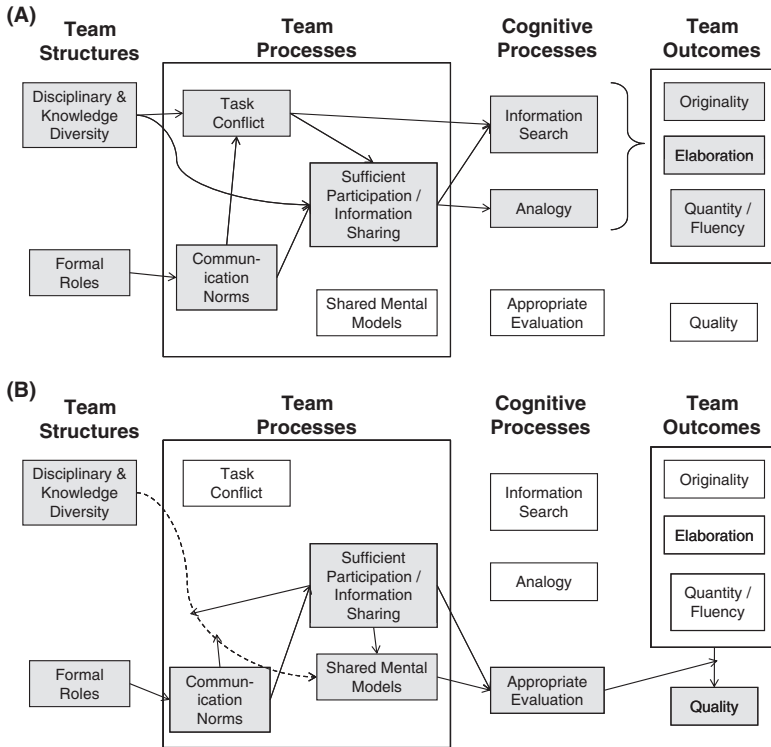 (A)
Team
Structures
Team
Processes
Cognitive
Processes
Team
Outcomes
Disciplinary &
Knowledge
Diversity
Task
Conflict
Information
Search
Originality
Elaboration
Sufficient
Participation /
Information
Sharing
Analogy
Quantity /
Fluency
Formal
Roles
Commun-
ication
Norms
Shared Mental
Models
Appropriate
Evaluation
Quality
(B)
Team
Structures
Team
Processes
Cognitive
Processes
Team
Outcomes
Disciplinary &
Knowledge
Diversity
Task
Conflict
Information
Search
Originality
Elaboration
Sufficient
Participation /
Information
Sharing
Analogy
Quantity /
Fluency
Formal
Roles
Commun-
ication
Norms
Shared Mental
Models
Appropriate
Evaluation
Quality